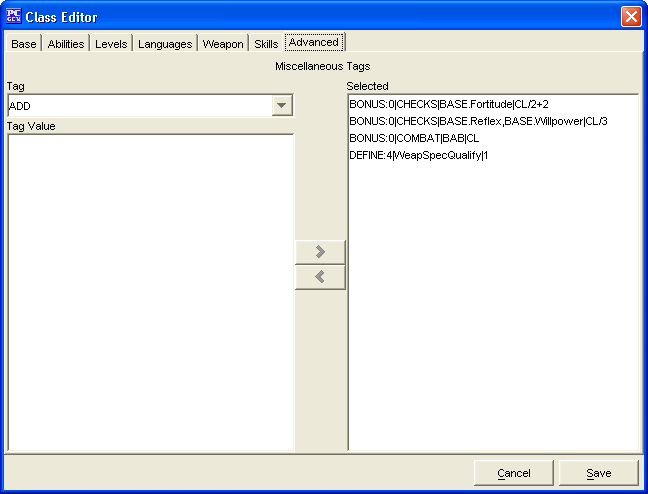 PC GEN Class Editor
Base Abilities Levels Languages Weapon Skills Advanced
Miscellaneous Tags
Tag
ADD
Tag Value
Selected
BONUS:0|CHECKS|BASE.Fortitude|CL/2+2
BONUS:0|CHECKS|BASE.Reflex,BASE.Willpower|CL/3
BONUS:0|COMBAT|BAB|CL
DEFINE:4|WeapSpecQualify|1
Cancel Save